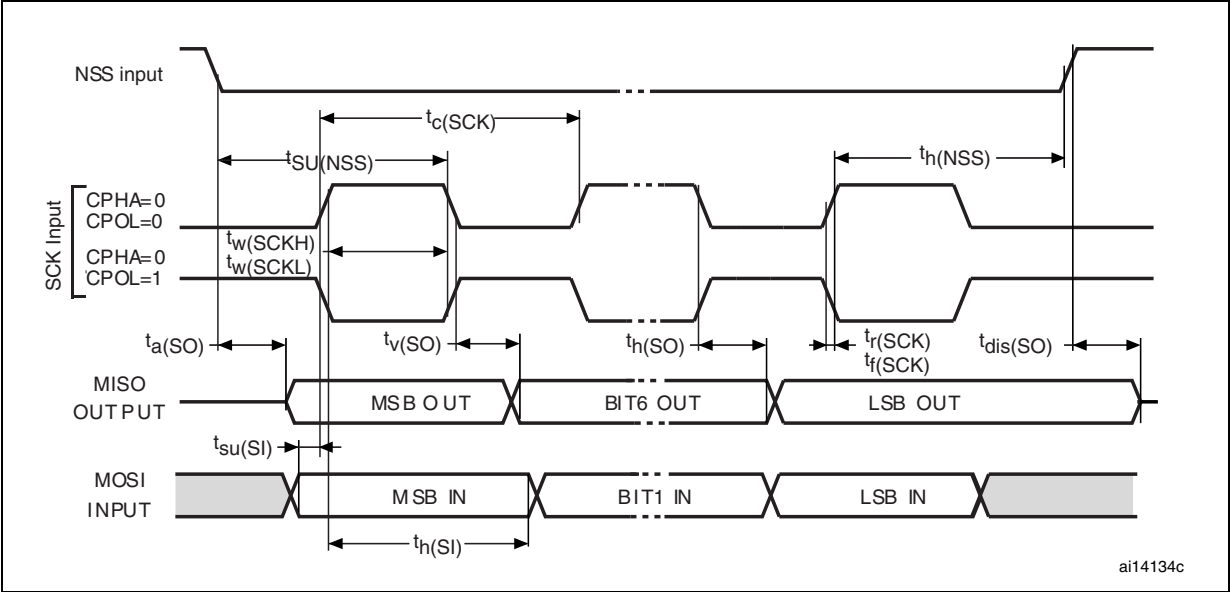 NSS input
tc(SCK)
tSU(NSS)
th(NSS)
SCK Input
CPHA=0
CPOL=0
tw(SCKH)
CPHA=0
tw(SCKL)
CPOL=1
ta(SO)
tv(SO)
th(SO)
tr(SCK)
tf(SCK)
tdis(SO)
MISO
OUTPUT
MSB OUT
BIT6 OUT
LSB OUT
tsu(SI)
MOSI
INPUT
MSB IN
BIT1 IN
LSB IN
th(SI)
ai14134c